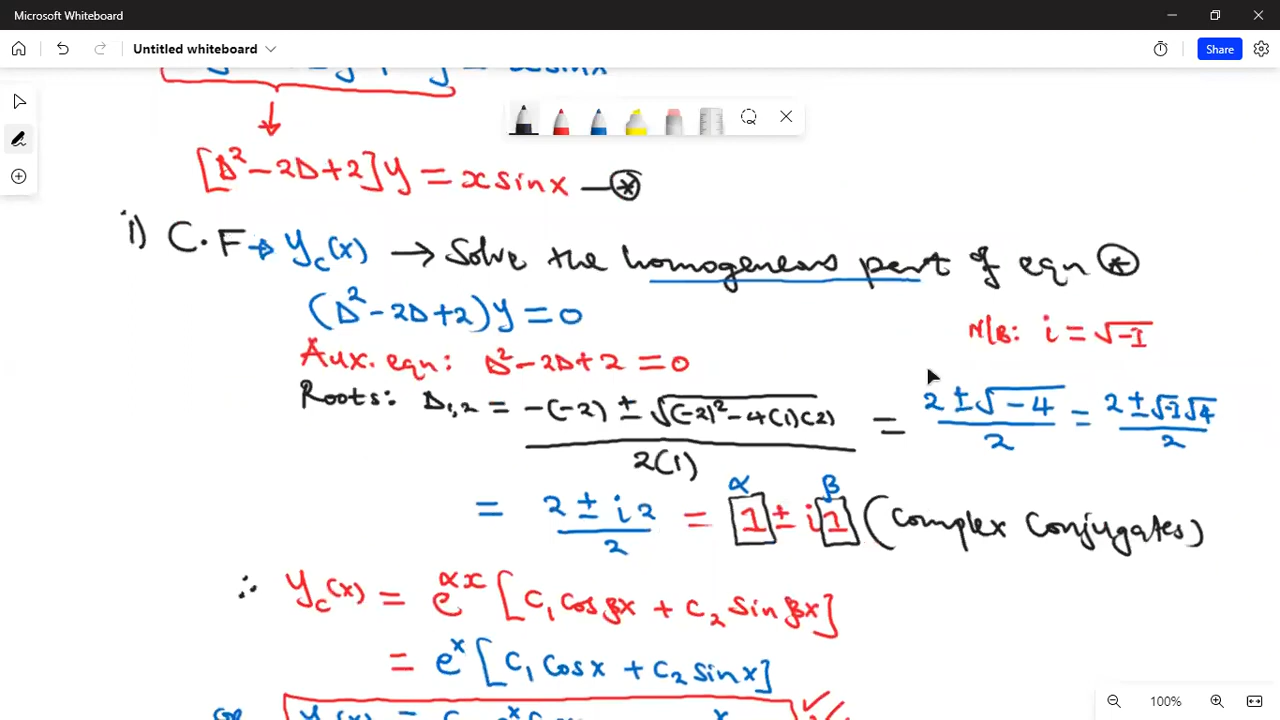 Microsoft Whiteboard
Untitled whiteboard
Share
[D² - 2D + 2]y = x sin x —⊛
i) C.F → y_c(x) → Solve the homogeneous part of eqn ⊛
(D² - 2D + 2)y = 0
N/B: i = √-1
Aux. eqn: D² - 2D + 2 = 0
Roots: D₁,₂ = (-(-2) ± √((-2)² - 4(1)(2))) / 2(1) = (2 ± √-4) / 2 = (2 ± √-1 √4) / 2
= (2 ± i2) / 2 = 1 ± i1 (Complex Conjugates)
α β
∴ y_c(x) = e^(αx) [C₁ Cos βx + C₂ Sin βx]
= e^x [C₁ Cos x + C₂ Sin x]
100%